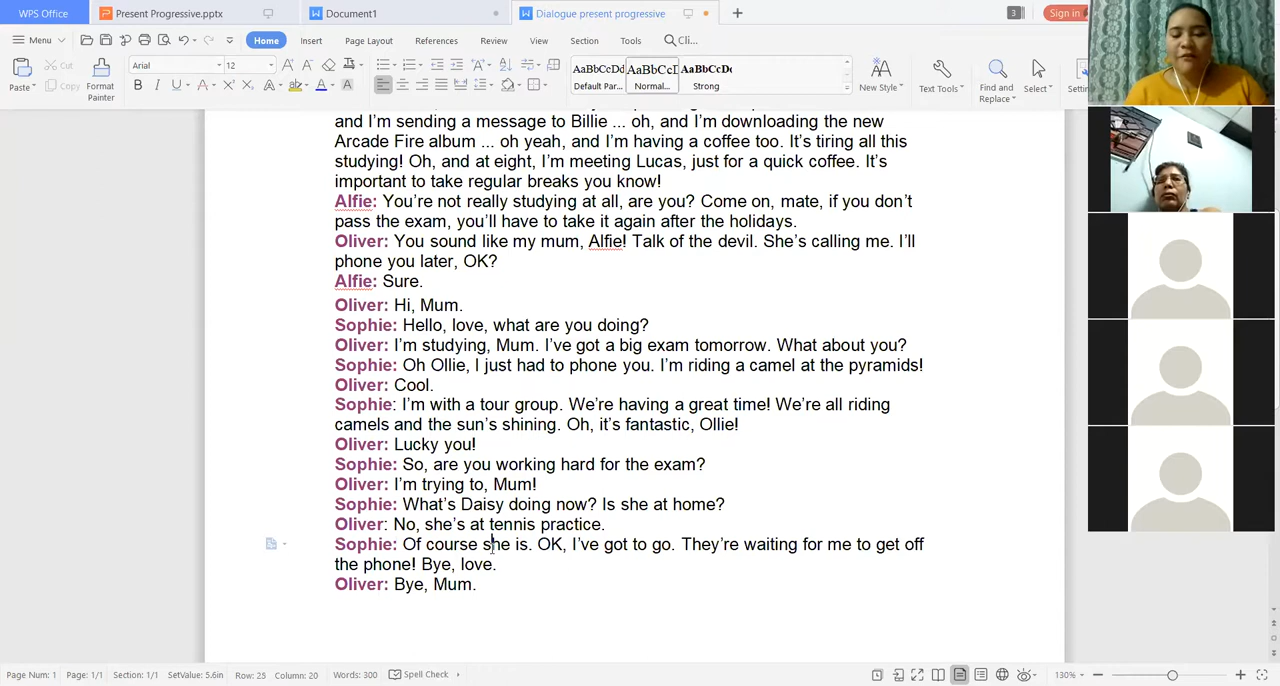 WPS Office
Present Progressive.pptx
Document1
Dialogue present progressive
3
Sign in
Menu
Home
Insert
Page Layout
References
Review
View
Section
Tools
Cli...
Paste
Cut
Copy
Format Painter
Arial
12
AaBbCcDd
AaBbCcD
AaBbCcDd
Default Par...
Normal...
Strong
New Style
Text Tools
Find and Replace
Select
and I'm sending a message to Billie ... oh, and I'm downloading the new
Arcade Fire album ... oh yeah, and I'm having a coffee too. It's tiring all this
studying! Oh, and at eight, I'm meeting Lucas, just for a quick coffee. It's
important to take regular breaks you know!
Alfie: You're not really studying at all, are you? Come on, mate, if you don't
pass the exam, you'll have to take it again after the holidays.
Oliver: You sound like my mum, Alfie! Talk of the devil. She's calling me. I'll
phone you later, OK?
Alfie: Sure.
Oliver: Hi, Mum.
Sophie: Hello, love, what are you doing?
Oliver: I'm studying, Mum. I've got a big exam tomorrow. What about you?
Sophie: Oh Ollie, I just had to phone you. I'm riding a camel at the pyramids!
Oliver: Cool.
Sophie: I'm with a tour group. We're having a great time! We're all riding
camels and the sun's shining. Oh, it's fantastic, Ollie!
Oliver: Lucky you!
Sophie: So, are you working hard for the exam?
Oliver: I'm trying to, Mum!
Sophie: What's Daisy doing now? Is she at home?
Oliver: No, she's at tennis practice.
Sophie: Of course she is. OK, I've got to go. They're waiting for me to get off
the phone! Bye, love.
Oliver: Bye, Mum.
Page Num: 1 Page: 1/1 Section: 1/1 SetValue: 5.6in Row: 25 Column: 20 Words: 300 Spell Check
130%